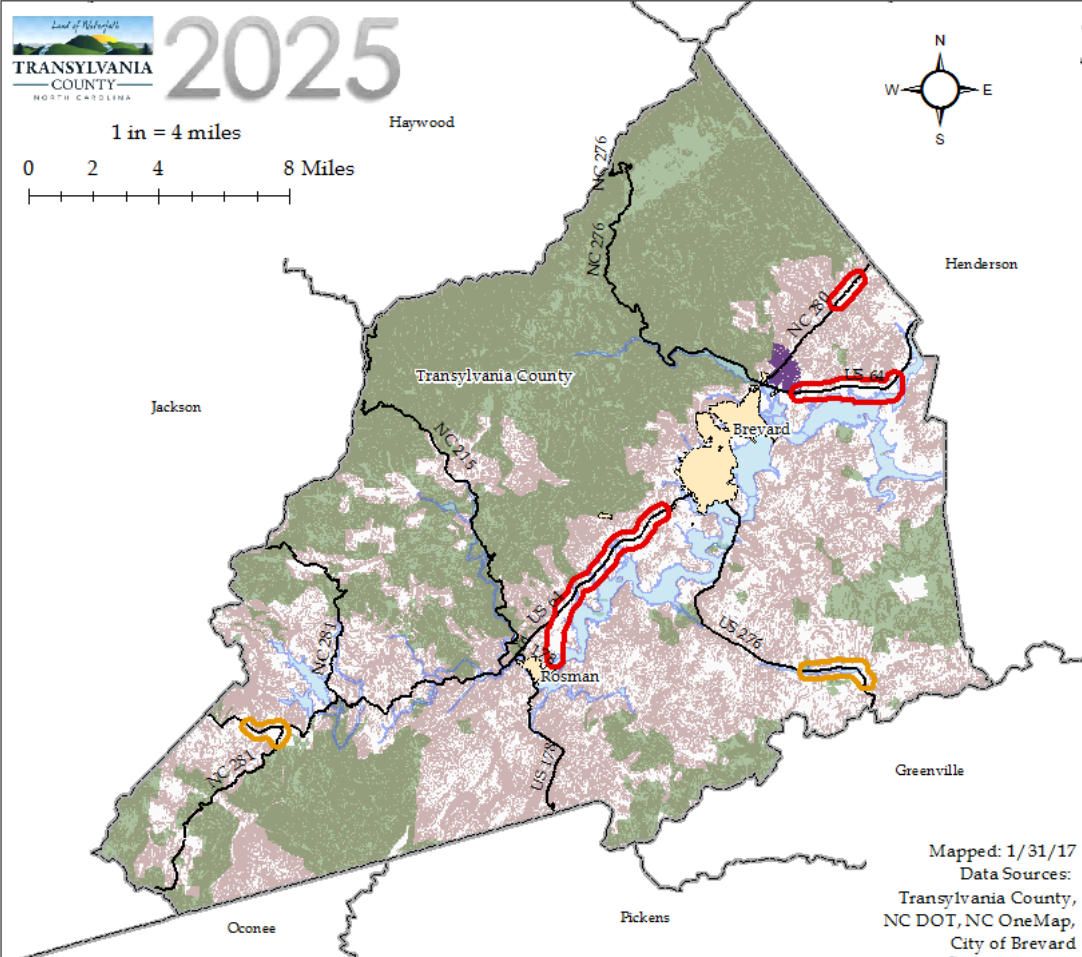 Land of Waterfalls
TRANSYLVANIA
COUNTY
NORTH CAROLINA
2025
1 in = 4 miles
0 2 4 8 Miles
Haywood
N
W E
S
NC 276
NC 276
Henderson
NC 280
Transylvania County
US 64
Jackson
Brevard
NC 215
US 64
NC 281
US 276
Rosman
NC 281
US 178
Greenville
Mapped: 1/31/17
Data Sources:
Transylvania County,
NC DOT, NC OneMap,
City of Brevard
Pickens
Oconee